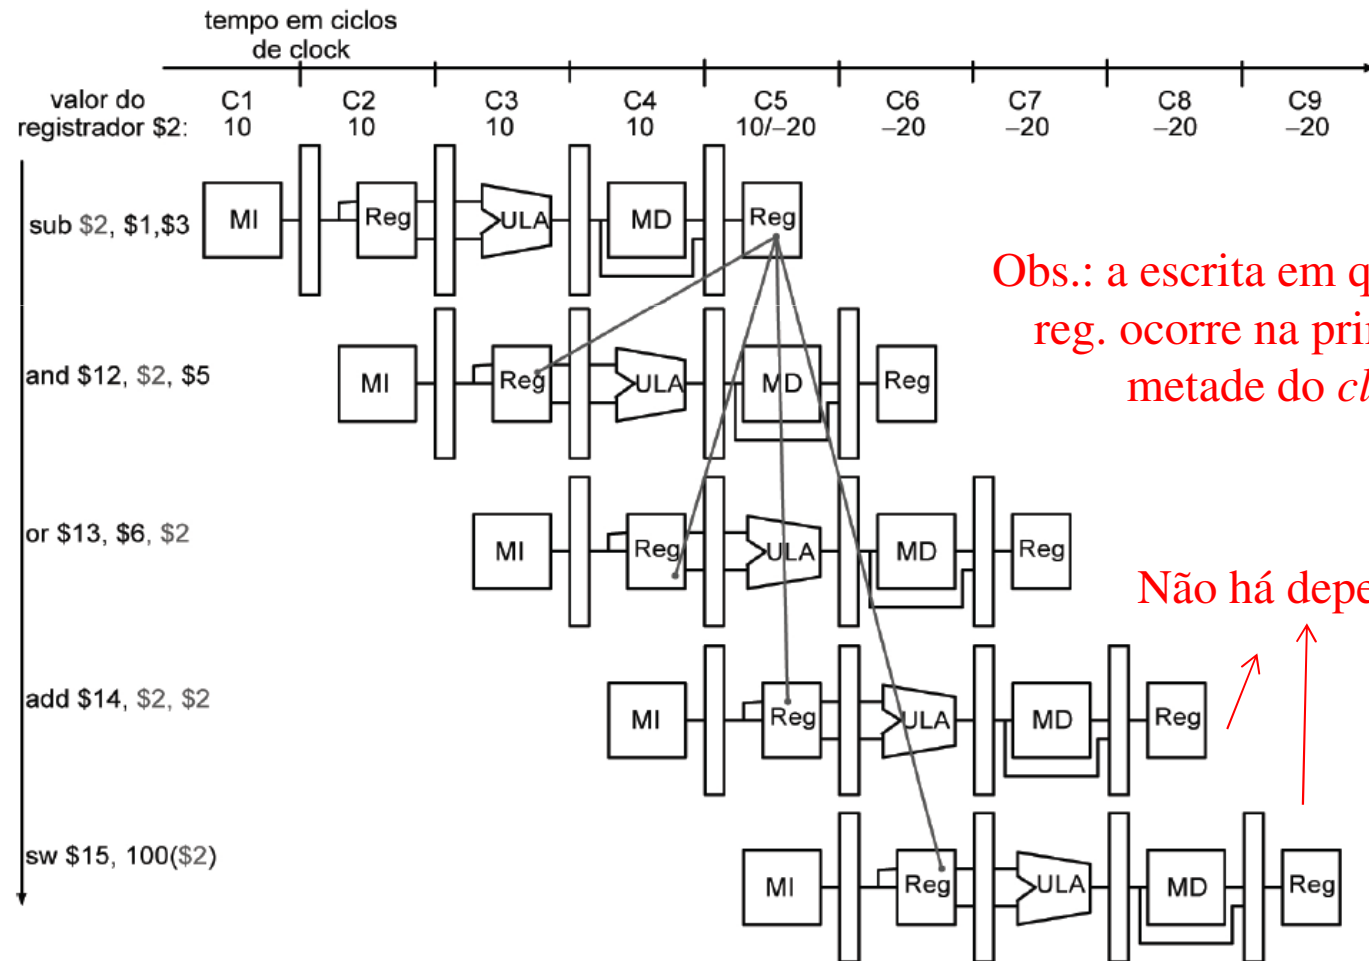 tempo em ciclos
de clock
valor do
registrador $2:
C1 C2 C3 C4 C5 C6 C7 C8 C9
10 10 10 10 10/–20 –20 –20 –20 –20
sub $2, $1,$3
MI Reg ULA MD Reg
Obs.: a escrita em
reg. ocorre na
metade do
and $12, $2, $5
MI Reg ULA MD Reg
or $13, $6, $2
MI Reg ULA MD Reg
Não há
add $14, $2, $2
MI Reg ULA MD Reg
sw $15, 100($2)
MI Reg ULA MD Reg